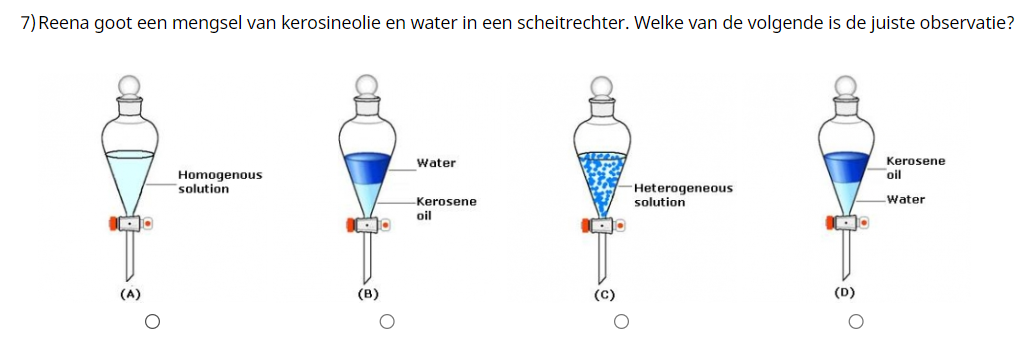 7) Reena goot een mengsel van kerosineolie en water in een scheitrechter. Welke van de volgende is de juiste observatie?
Homogenous
solution
(A)
Water
Kerosene
oil
(B)
Heterogeneous
solution
(C)
Kerosene
oil
Water
(D)